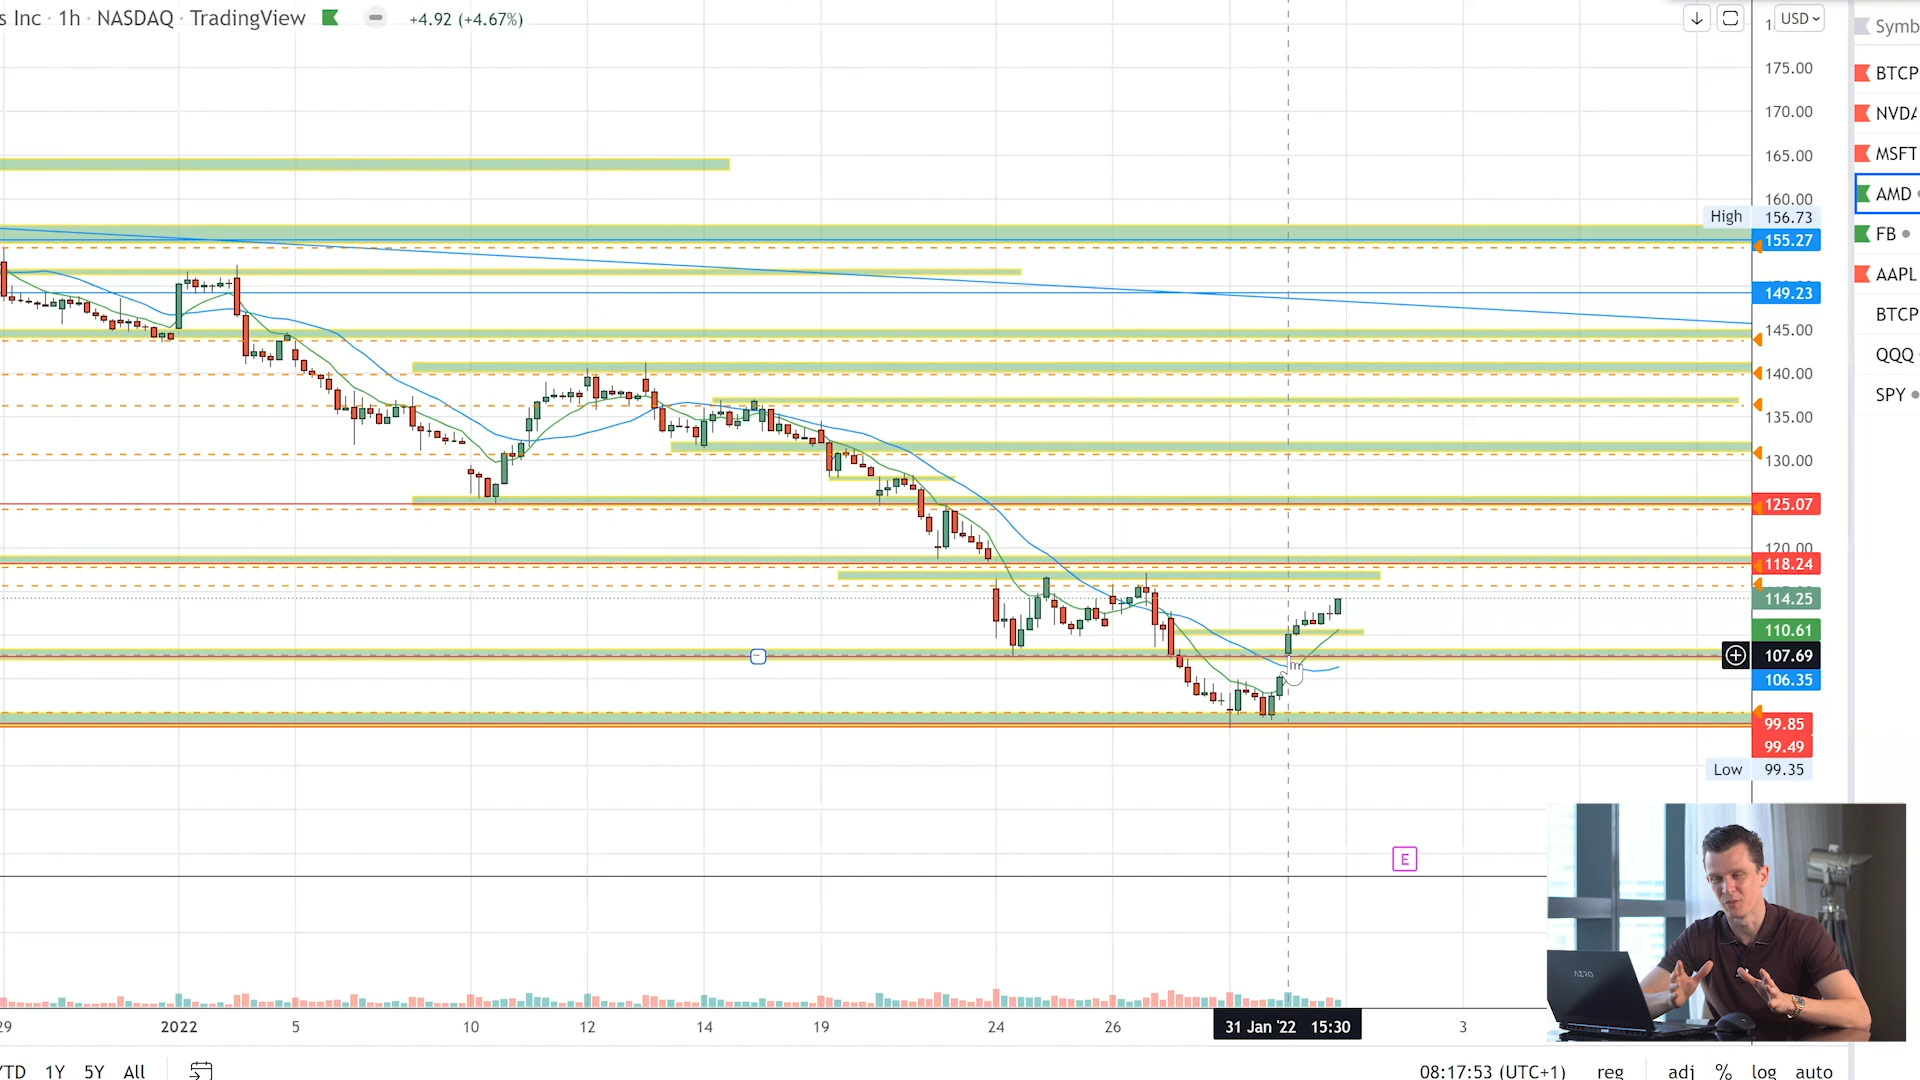 s Inc · 1h · NASDAQ · TradingView +4.92 (+4.67%)
USD
Symb
175.00
170.00
165.00
160.00
High 156.73
155.27
149.23
145.00
140.00
135.00
130.00
125.07
120.00
118.24
114.25
110.61
107.69
106.35
99.85
99.49
Low 99.35
BTCP
NVDA
MSFT
AMD
FB
AAPL
BTCP
QQQ
SPY
E
AERO
29 2022 5 10 12 14 19 24 26 31 Jan '22 15:30 3
YTD 1Y 5Y All 08:17:53 (UTC+1) reg adj % log auto